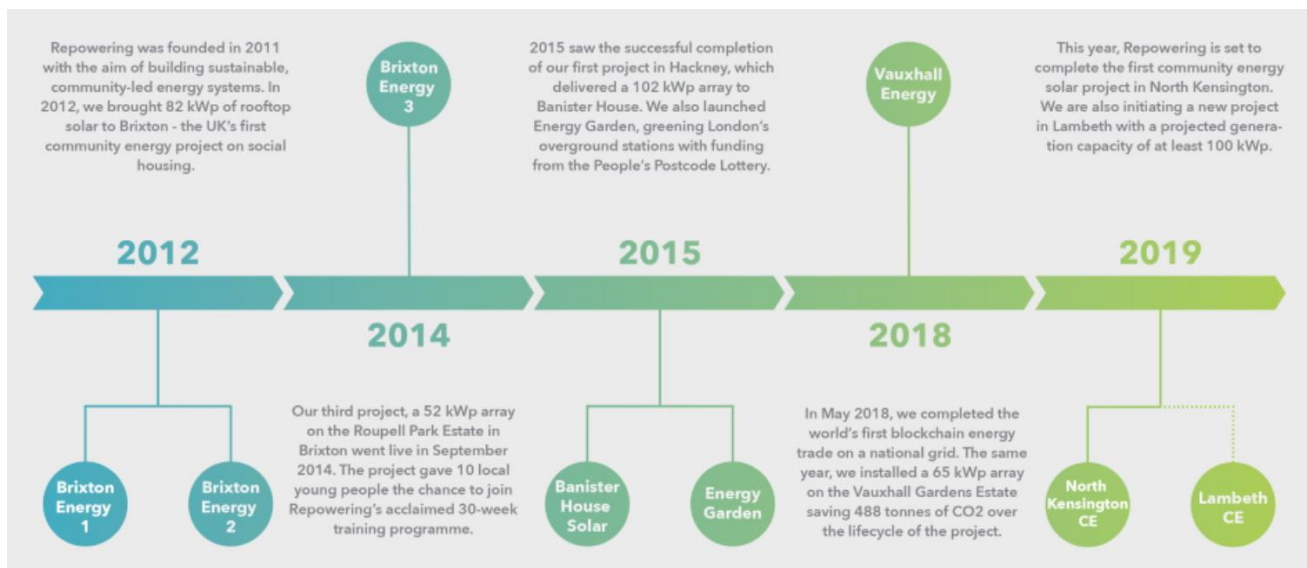 Repowering was founded in 2011
with the aim of building sustainable,
community-led energy systems. In
2012, we brought 82 kWp of rooftop
solar to Brixton - the UK's first
community energy project on social
housing.
Brixton
Energy
3
2015 saw the successful completion
of our first project in Hackney, which
delivered a 102 kWp array to
Banister House. We also launched
Energy Garden, greening London's
overground stations with funding
from the People's Postcode Lottery.
Vauxhall
Energy
This year, Repowering is set to
complete the first community energy
solar project in North Kensington.
We are also initiating a new project
in Lambeth with a projected genera-
tion capacity of at least 100 kWp.
2012
2015
2019
2014
2018
Brixton
Energy
1
Brixton
Energy
2
Our third project, a 52 kWp array
on the Roupell Park Estate in
Brixton went live in September
2014. The project gave 10 local
young people the chance to join
Repowering's acclaimed 30-week
training programme.
Banister
House
Solar
Energy
Garden
In May 2018, we completed the
world's first blockchain energy
trade on a national grid. The same
year, we installed a 65 kWp array
on the Vauxhall Gardens Estate
saving 488 tonnes of CO2 over
the lifecycle of the project.
North
Kensington
CE
Lambeth
CE